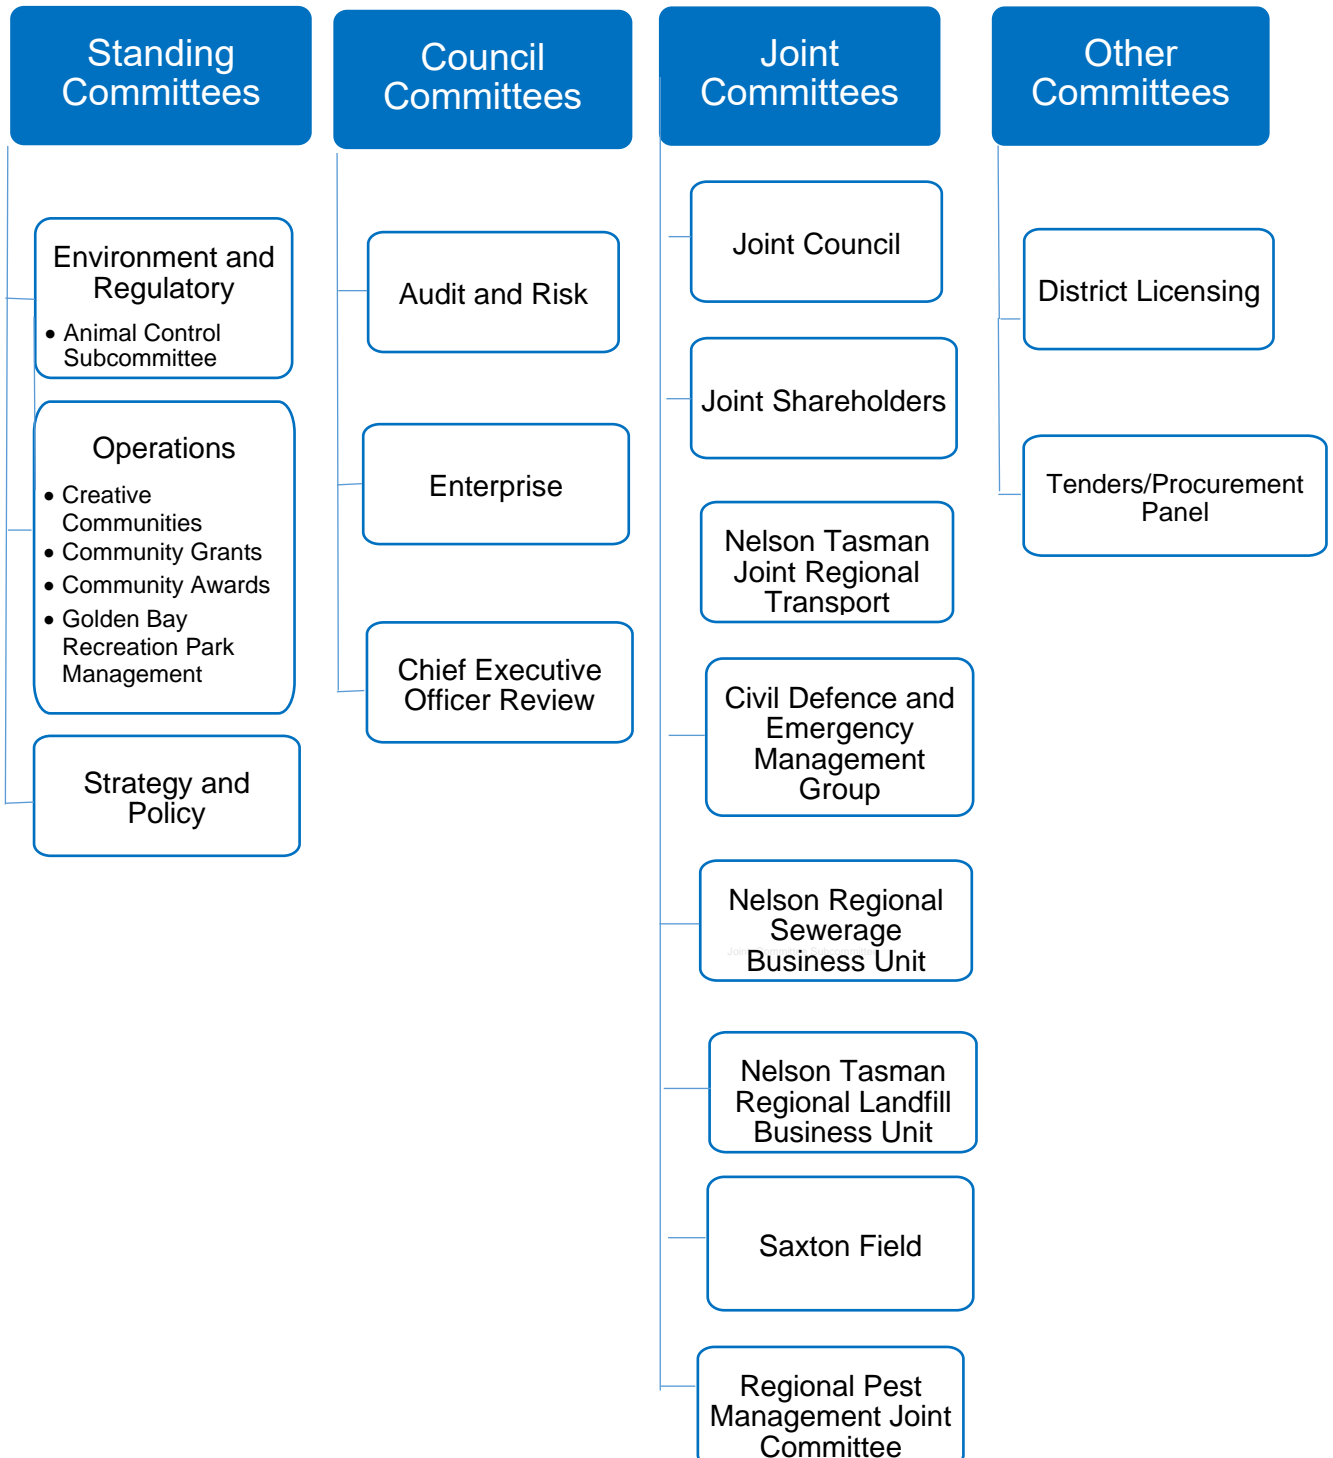 Standing
Committees
Environment and
Regulatory
• Animal Control
Subcommittee
Operations
• Creative
Communities
• Community Grants
• Community Awards
• Golden Bay
Recreation Park
Management
Strategy and
Policy
Council
Committees
Audit and Risk
Enterprise
Chief Executive
Officer Review
Joint
Committees
Joint Council
Joint Shareholders
Nelson Tasman
Joint Regional
Transport
Civil Defence and
Emergency
Management
Group
Nelson Regional
Sewerage
Business Unit
Nelson Tasman
Regional Landfill
Business Unit
Saxton Field
Regional Pest
Management Joint
Committee
Other
Committees
District Licensing
Tenders/Procurement
Panel